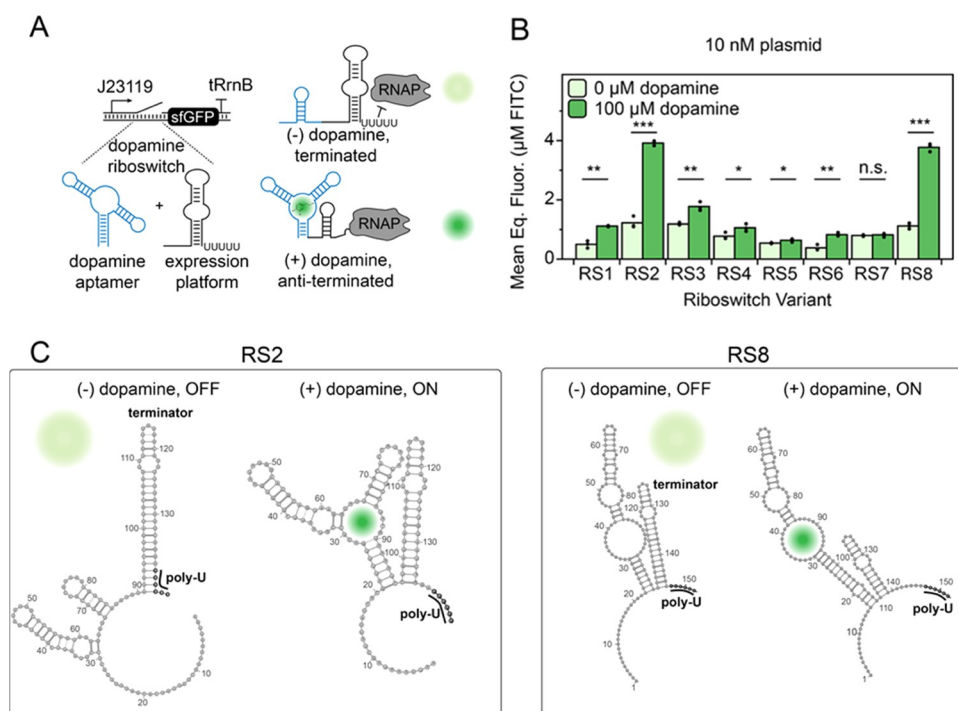 A
J23119
tRrnB
sfGFP
dopamine
riboswitch
+
dopamine
aptamer
UUUUU
expression
platform
RNAP
UUUUU
(-) dopamine,
terminated
RNAP
(+) dopamine,
anti-terminated
B
10 nM plasmid
0 µM dopamine
100 µM dopamine
Mean Eq. Fluor. (µM FITC)
4
2
0
** *** ** * * ** n.s. ***
RS1 RS2 RS3 RS4 RS5 RS6 RS7 RS8
Riboswitch Variant
C
RS2
(-) dopamine, OFF
terminator
120
110
130
100
90
poly-U
80
70
50
60
40
30
20
10
(+) dopamine, ON
50
40
60
30
70
110
120
90
100
130
20
poly-U
10
RS8
(-) dopamine, OFF
60
70
50
80
120
terminator
130
40
140
30
20
150
poly-U
10
1
(+) dopamine, ON
60
70
50
80
90
40
30
100
130
140
150
20
110
poly-U
10
1